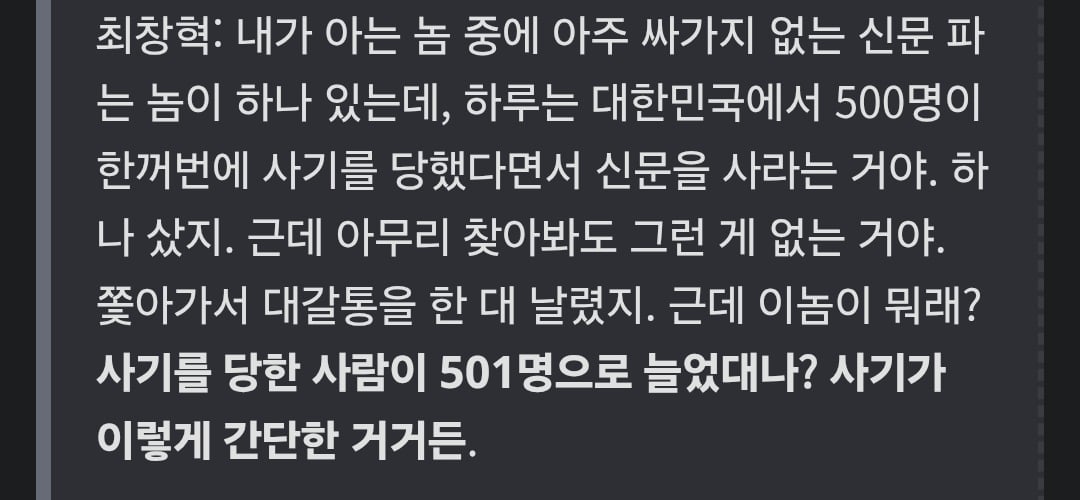 최창혁: 내가 아는 놈 중에 아주 싸가지 없는 신문 파
는 놈이 하나 있는데, 하루는 대한민국에서 500명이
한꺼번에 사기를 당했다면서 신문을 사라는 거야. 하
나 샀지. 근데 아무리 찾아봐도 그런 게 없는 거야.
쫓아가서 대갈통을 한 대 날렸지. 근데 이놈이 뭐래?
사기를 당한 사람이 501명으로 늘었대나? 사기가
이렇게 간단한 거거든.